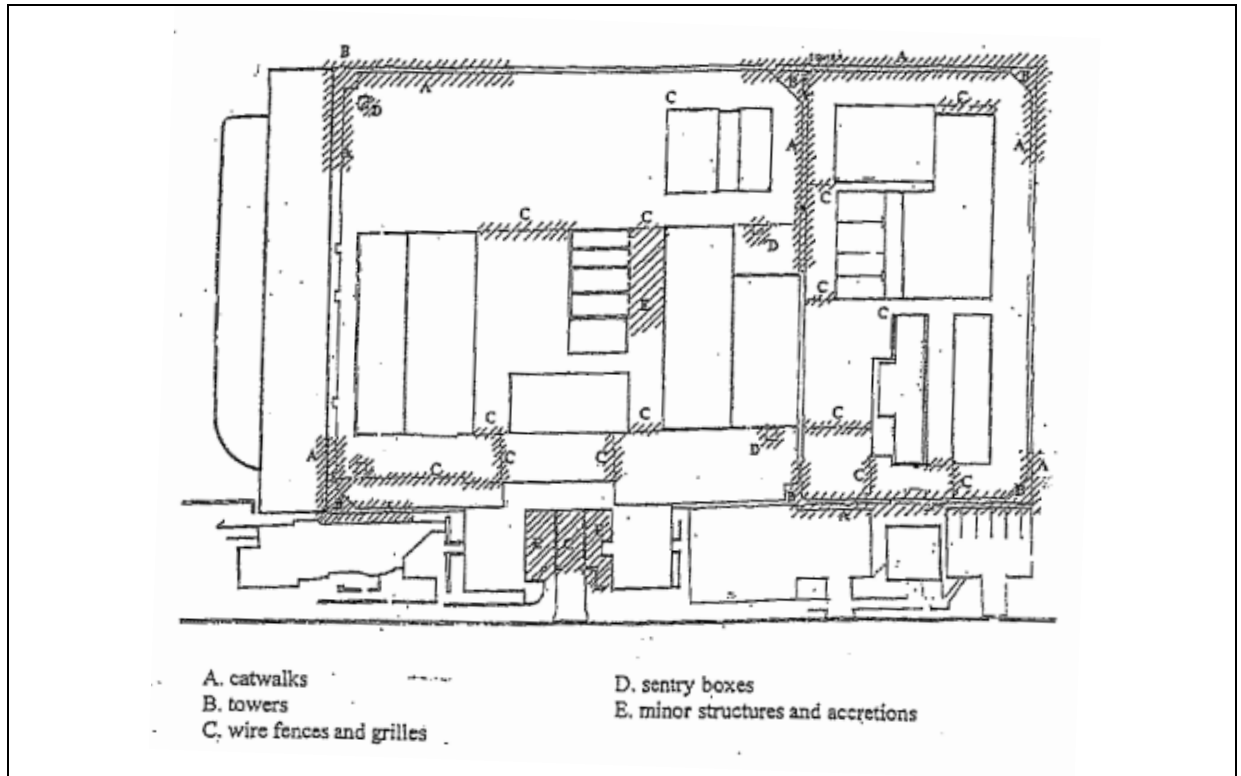 B
A
A
B
B
D
C
C
A
A
A
C
C
C
D
C
E
C
C
C
C
D
C
A
C
C
C
C
C
A
B
B
B
A
A. catwalks
B. towers
C. wire fences and grilles
D. sentry boxes
E. minor structures and accretions